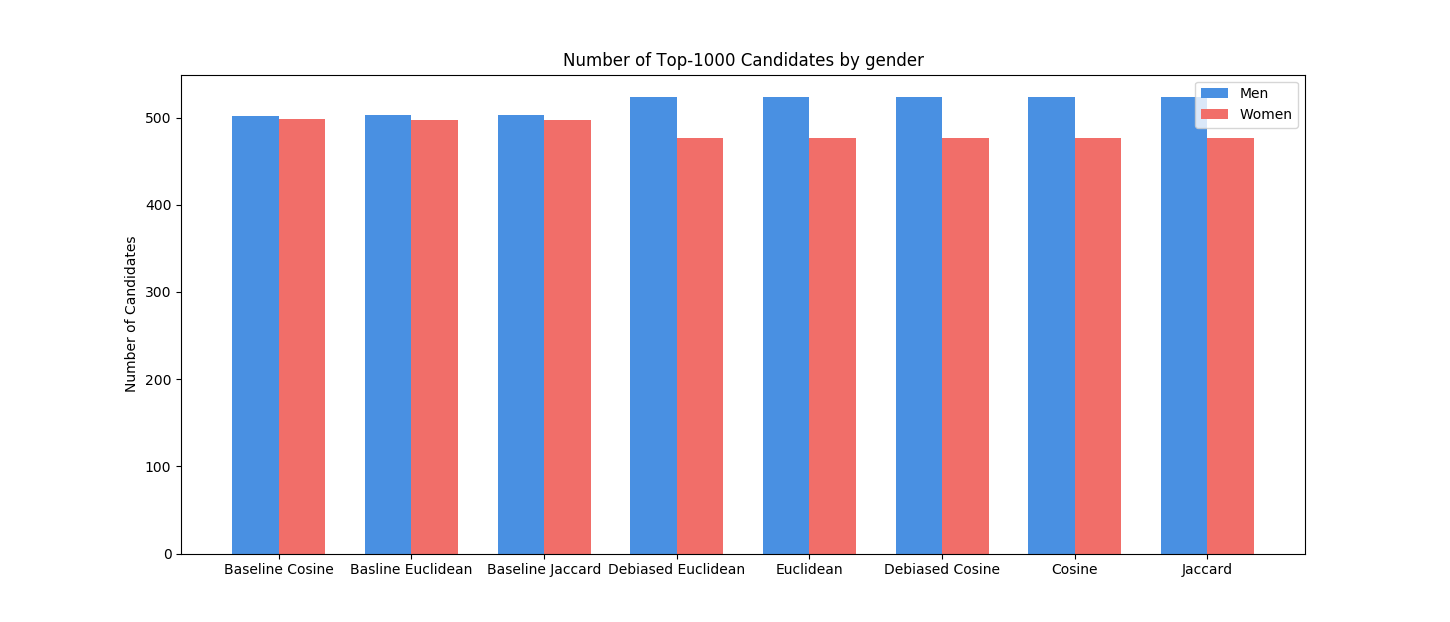 Number of Top-1000 Candidates by gender
Men
Women
Number of Candidates
500
400
300
200
100
0
Baseline Cosine Basline Euclidean Baseline Jaccard Debiased Euclidean Euclidean Debiased Cosine Cosine Jaccard